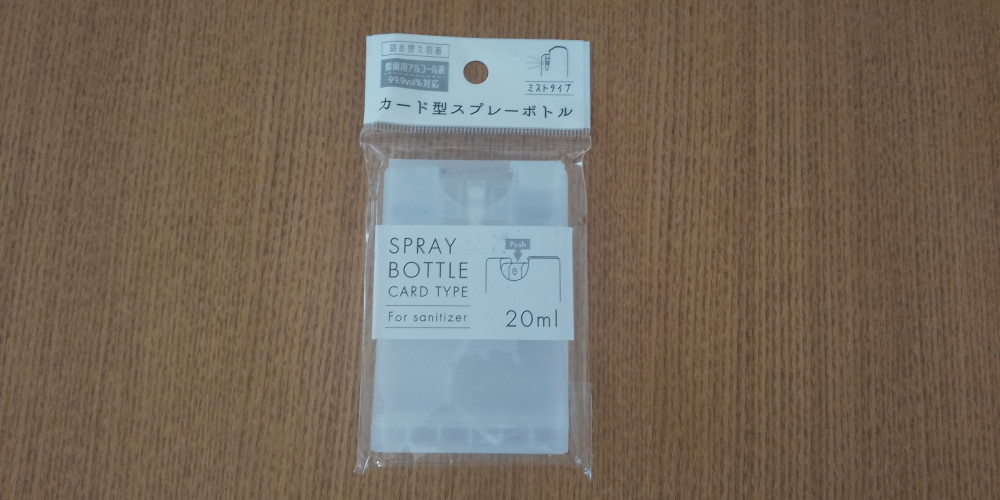 詰め替え容器
除菌用アルコール液
99.9vol%対応
ミストタイプ
カード型スプレーボトル
SPRAY
BOTTLE
CARD TYPE
For sanitizer
Push
20ml